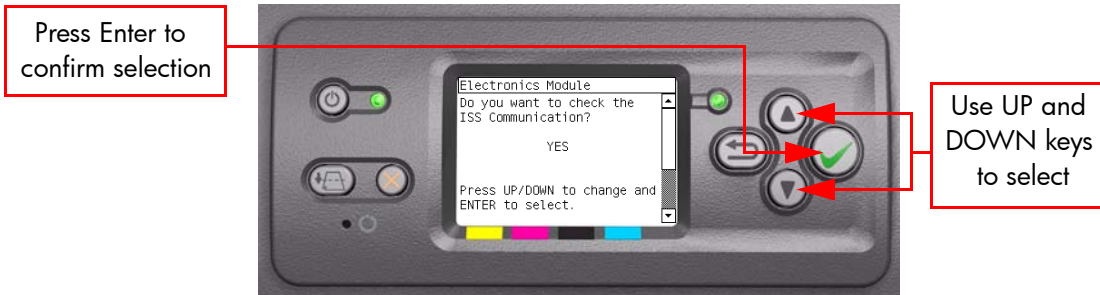 Press Enter to
confirm selection
Electronics Module
Do you want to check the
ISS Communication?
YES
Press UP/DOWN to change and
ENTER to select.
Use UP and
DOWN keys
to select